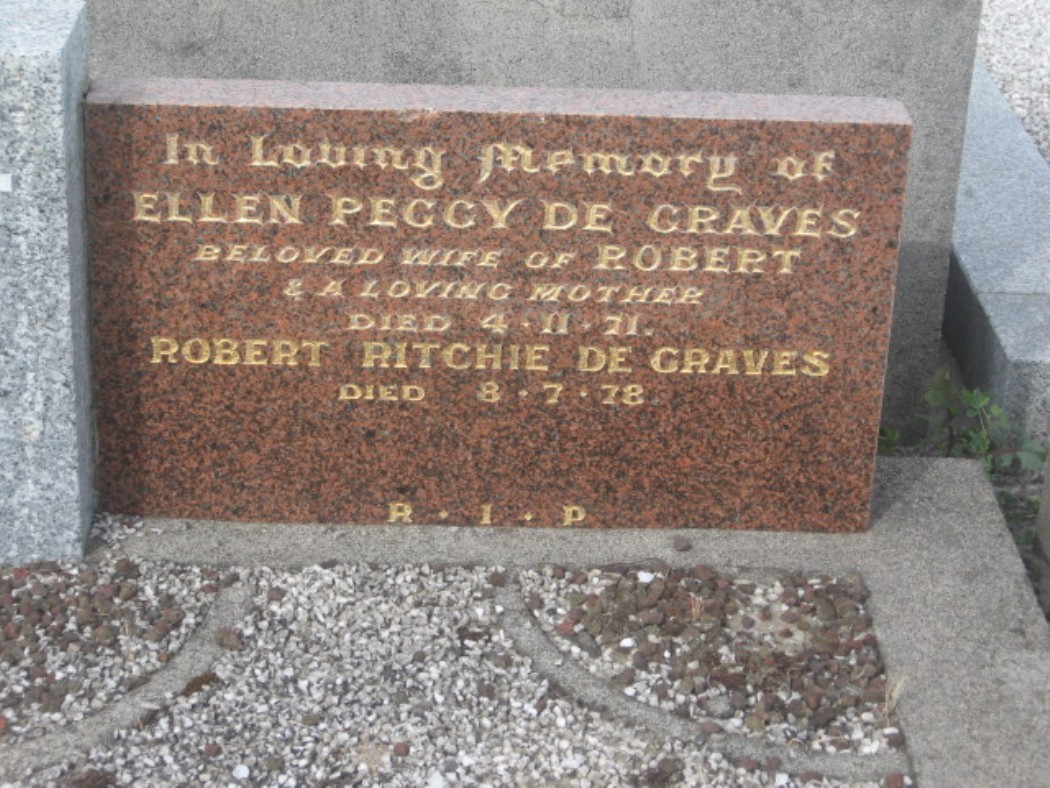 In Loving Memory of
ELLEN PEGGY DE GRAVES
BELOVED WIFE OF ROBERT
& A LOVING MOTHER
DIED 4·11·71.
ROBERT RITCHIE DE GRAVES
DIED 8·7·78
R·I·P